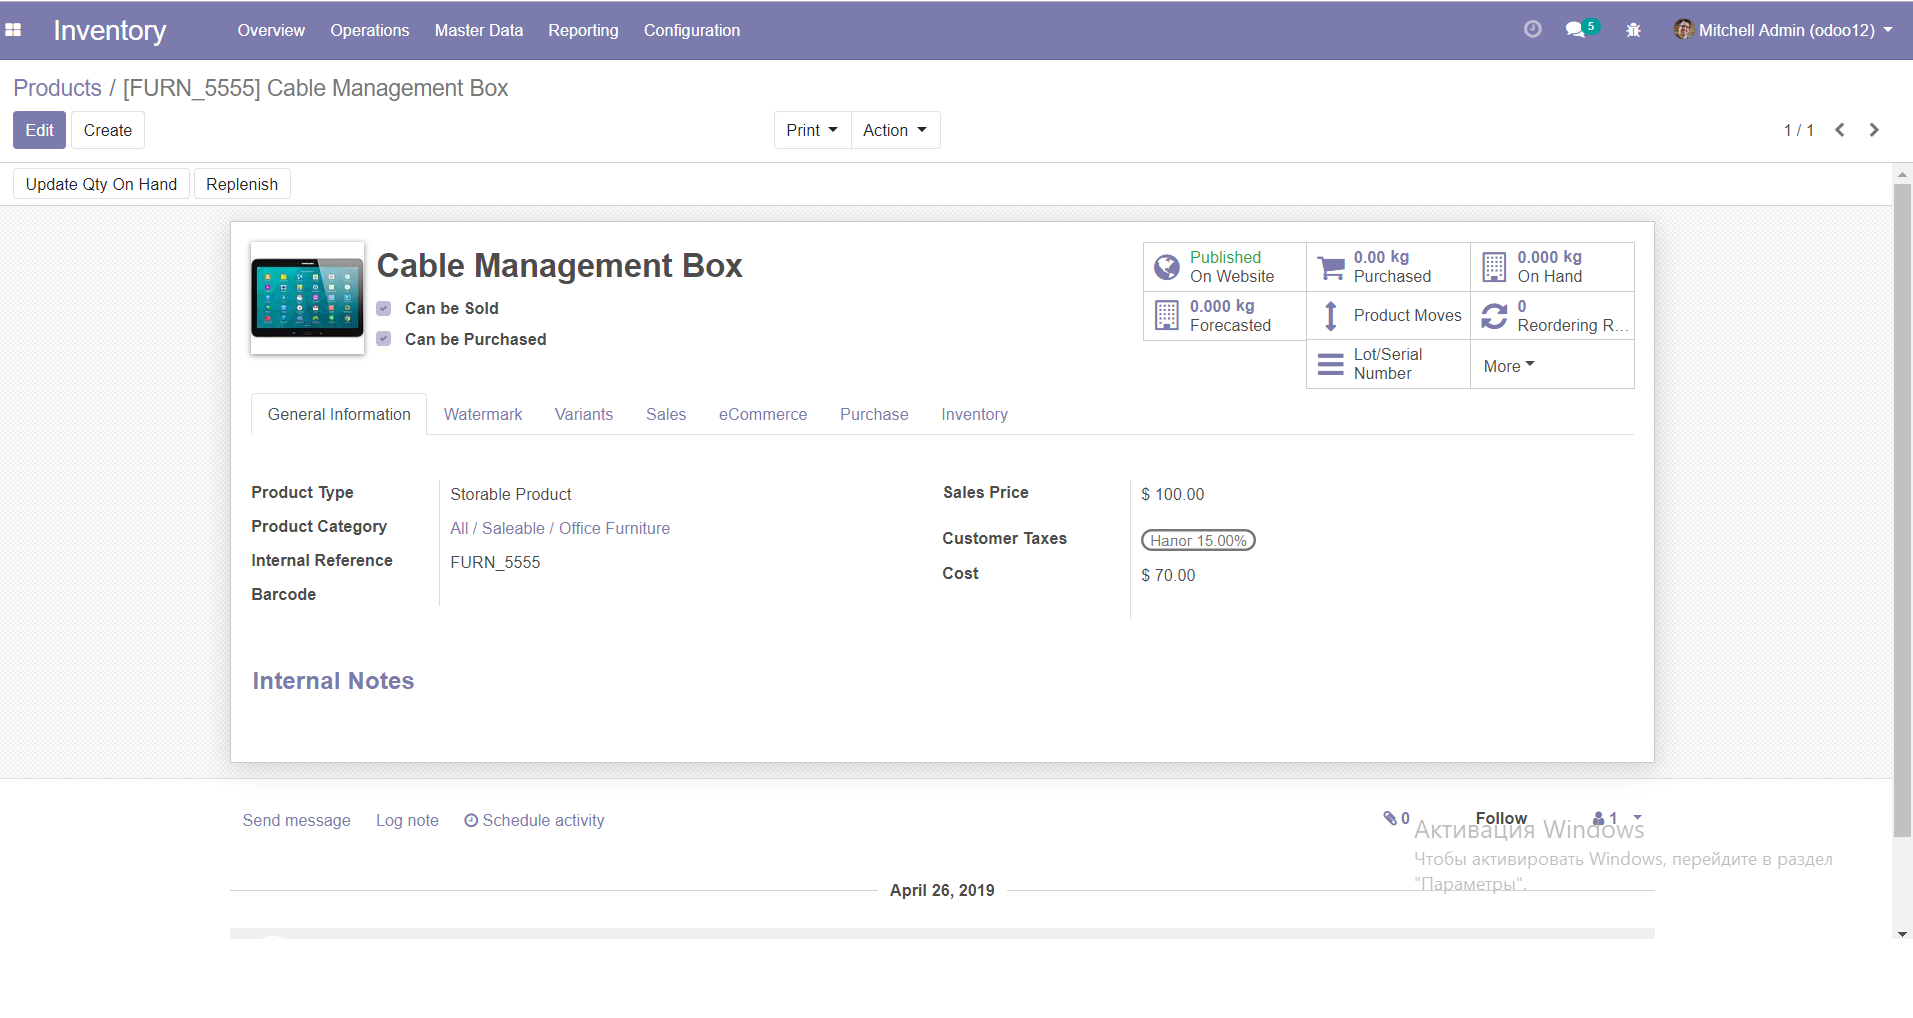 Inventory Overview Operations Master Data Reporting Configuration 5 Mitchell Admin (odoo12)
Products / [FURN_5555] Cable Management Box
Edit Create Print Action 1 / 1
Update Qty On Hand Replenish
Cable Management Box
Can be Sold
Can be Purchased
Published
On Website
0.00 kg
Purchased
0.000 kg
On Hand
0.000 kg
Forecasted
Product Moves
0
Reordering R...
Lot/Serial
Number
More
General Information Watermark Variants Sales eCommerce Purchase Inventory
Product Type Storable Product
Product Category All / Saleable / Office Furniture
Internal Reference FURN_5555
Barcode
Sales Price $ 100.00
Customer Taxes Налог 15.00%
Cost $ 70.00
Internal Notes
Send message Log note Schedule activity 0 Follow 1
Активация Windows
Чтобы активировать Windows, перейдите в раздел
"Параметры".
April 26, 2019